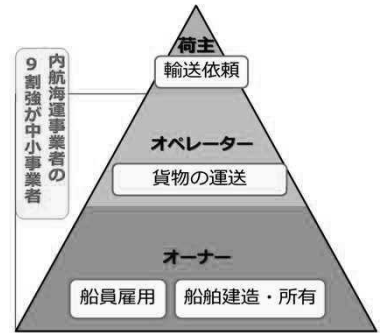 内航海運事業者の
9割強が中小事業者
荷主
輸送依頼
オペレーター
貨物の運送
オーナー
船員雇用
船舶建造・所有